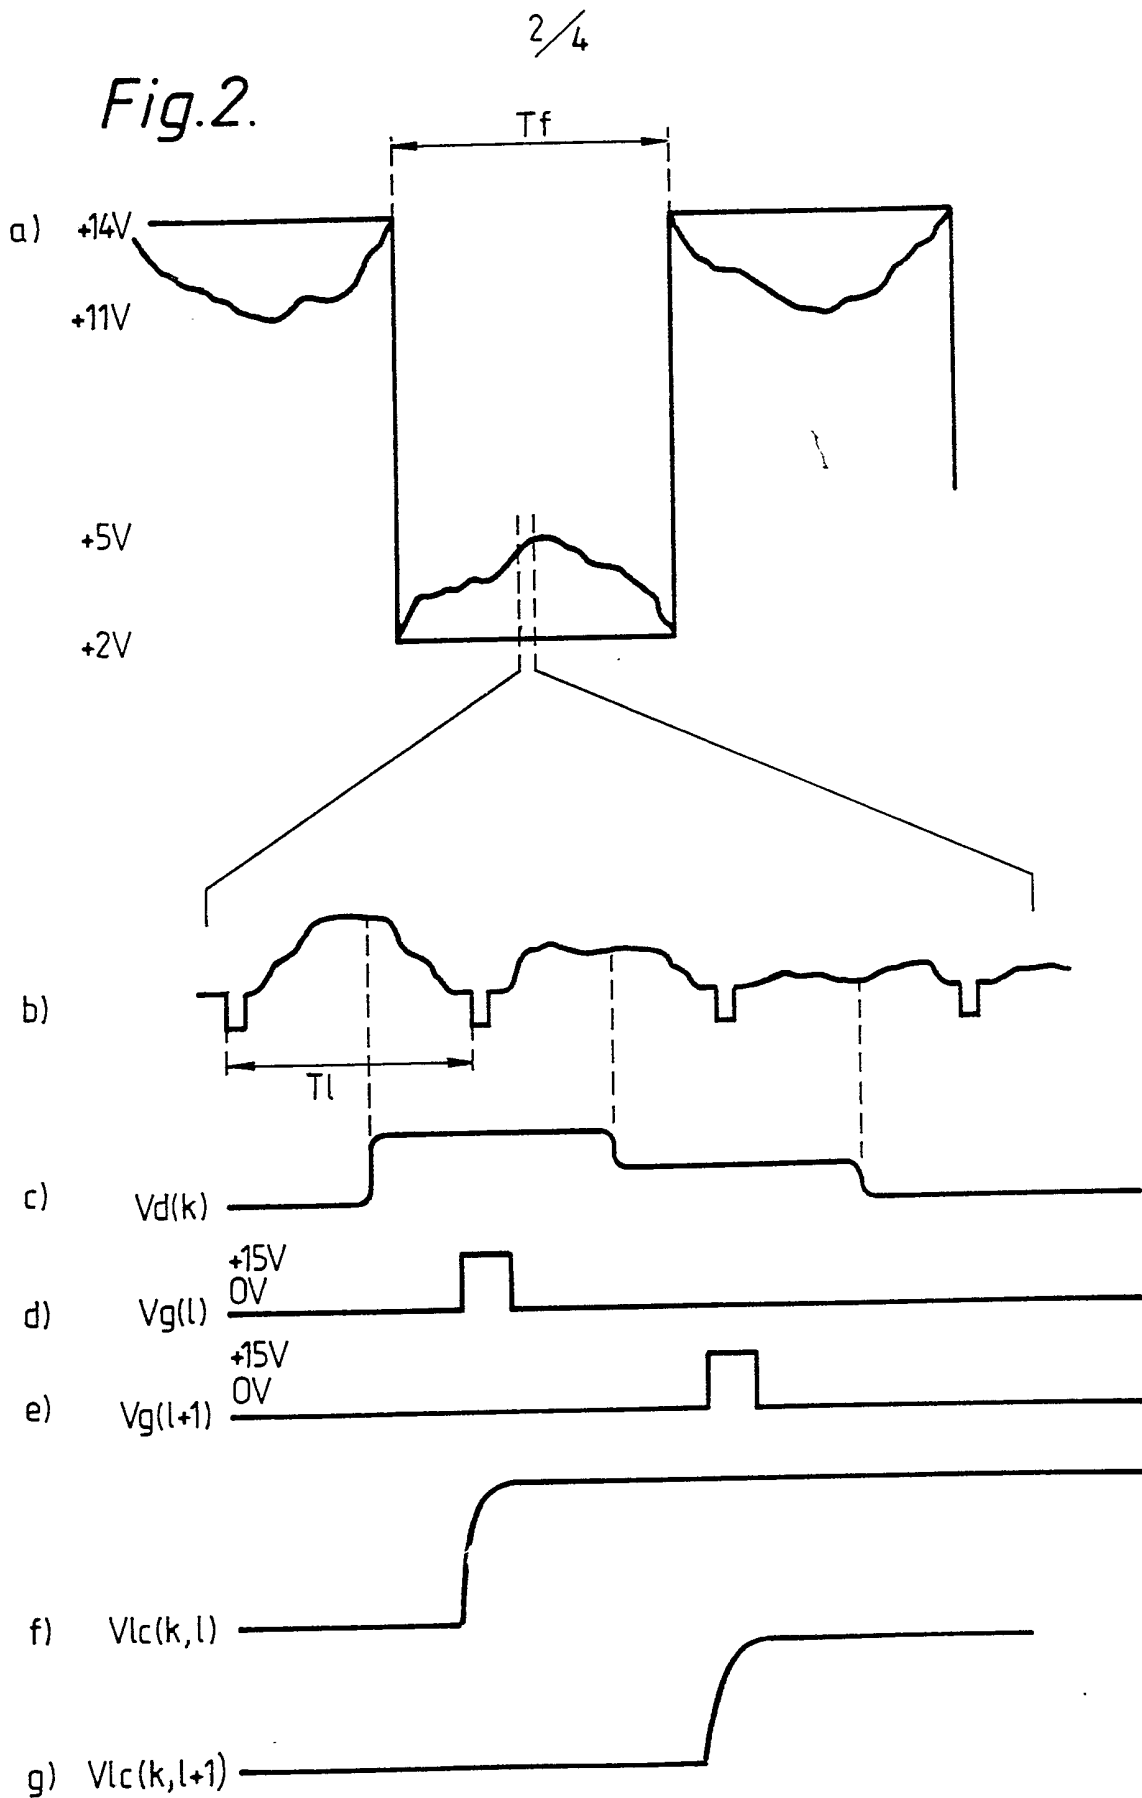 2/4
Fig.2.
Tf
a) +14V
+11V
+5V
+2V
b)
Tl
c) Vd(k)
+15V
0V
d) Vg(l)
+15V
0V
e) Vg(l+1)
f) Vlc(k,l)
g) Vlc(k,l+1)